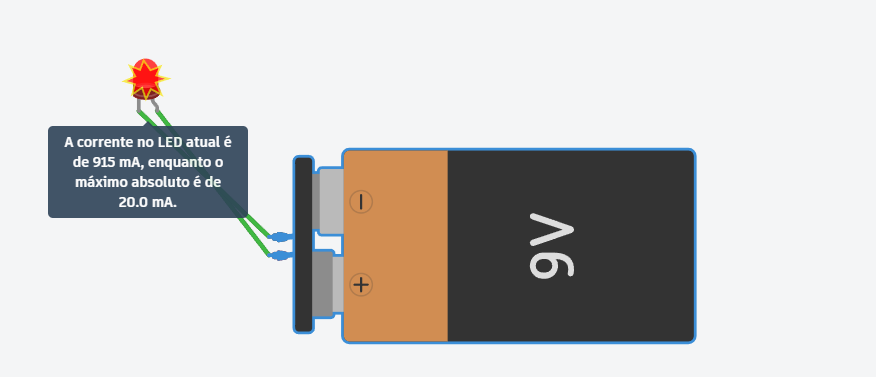 A corrente no LED atual é
de 915 mA, enquanto o
máximo absoluto é de
20.0 mA.
9V